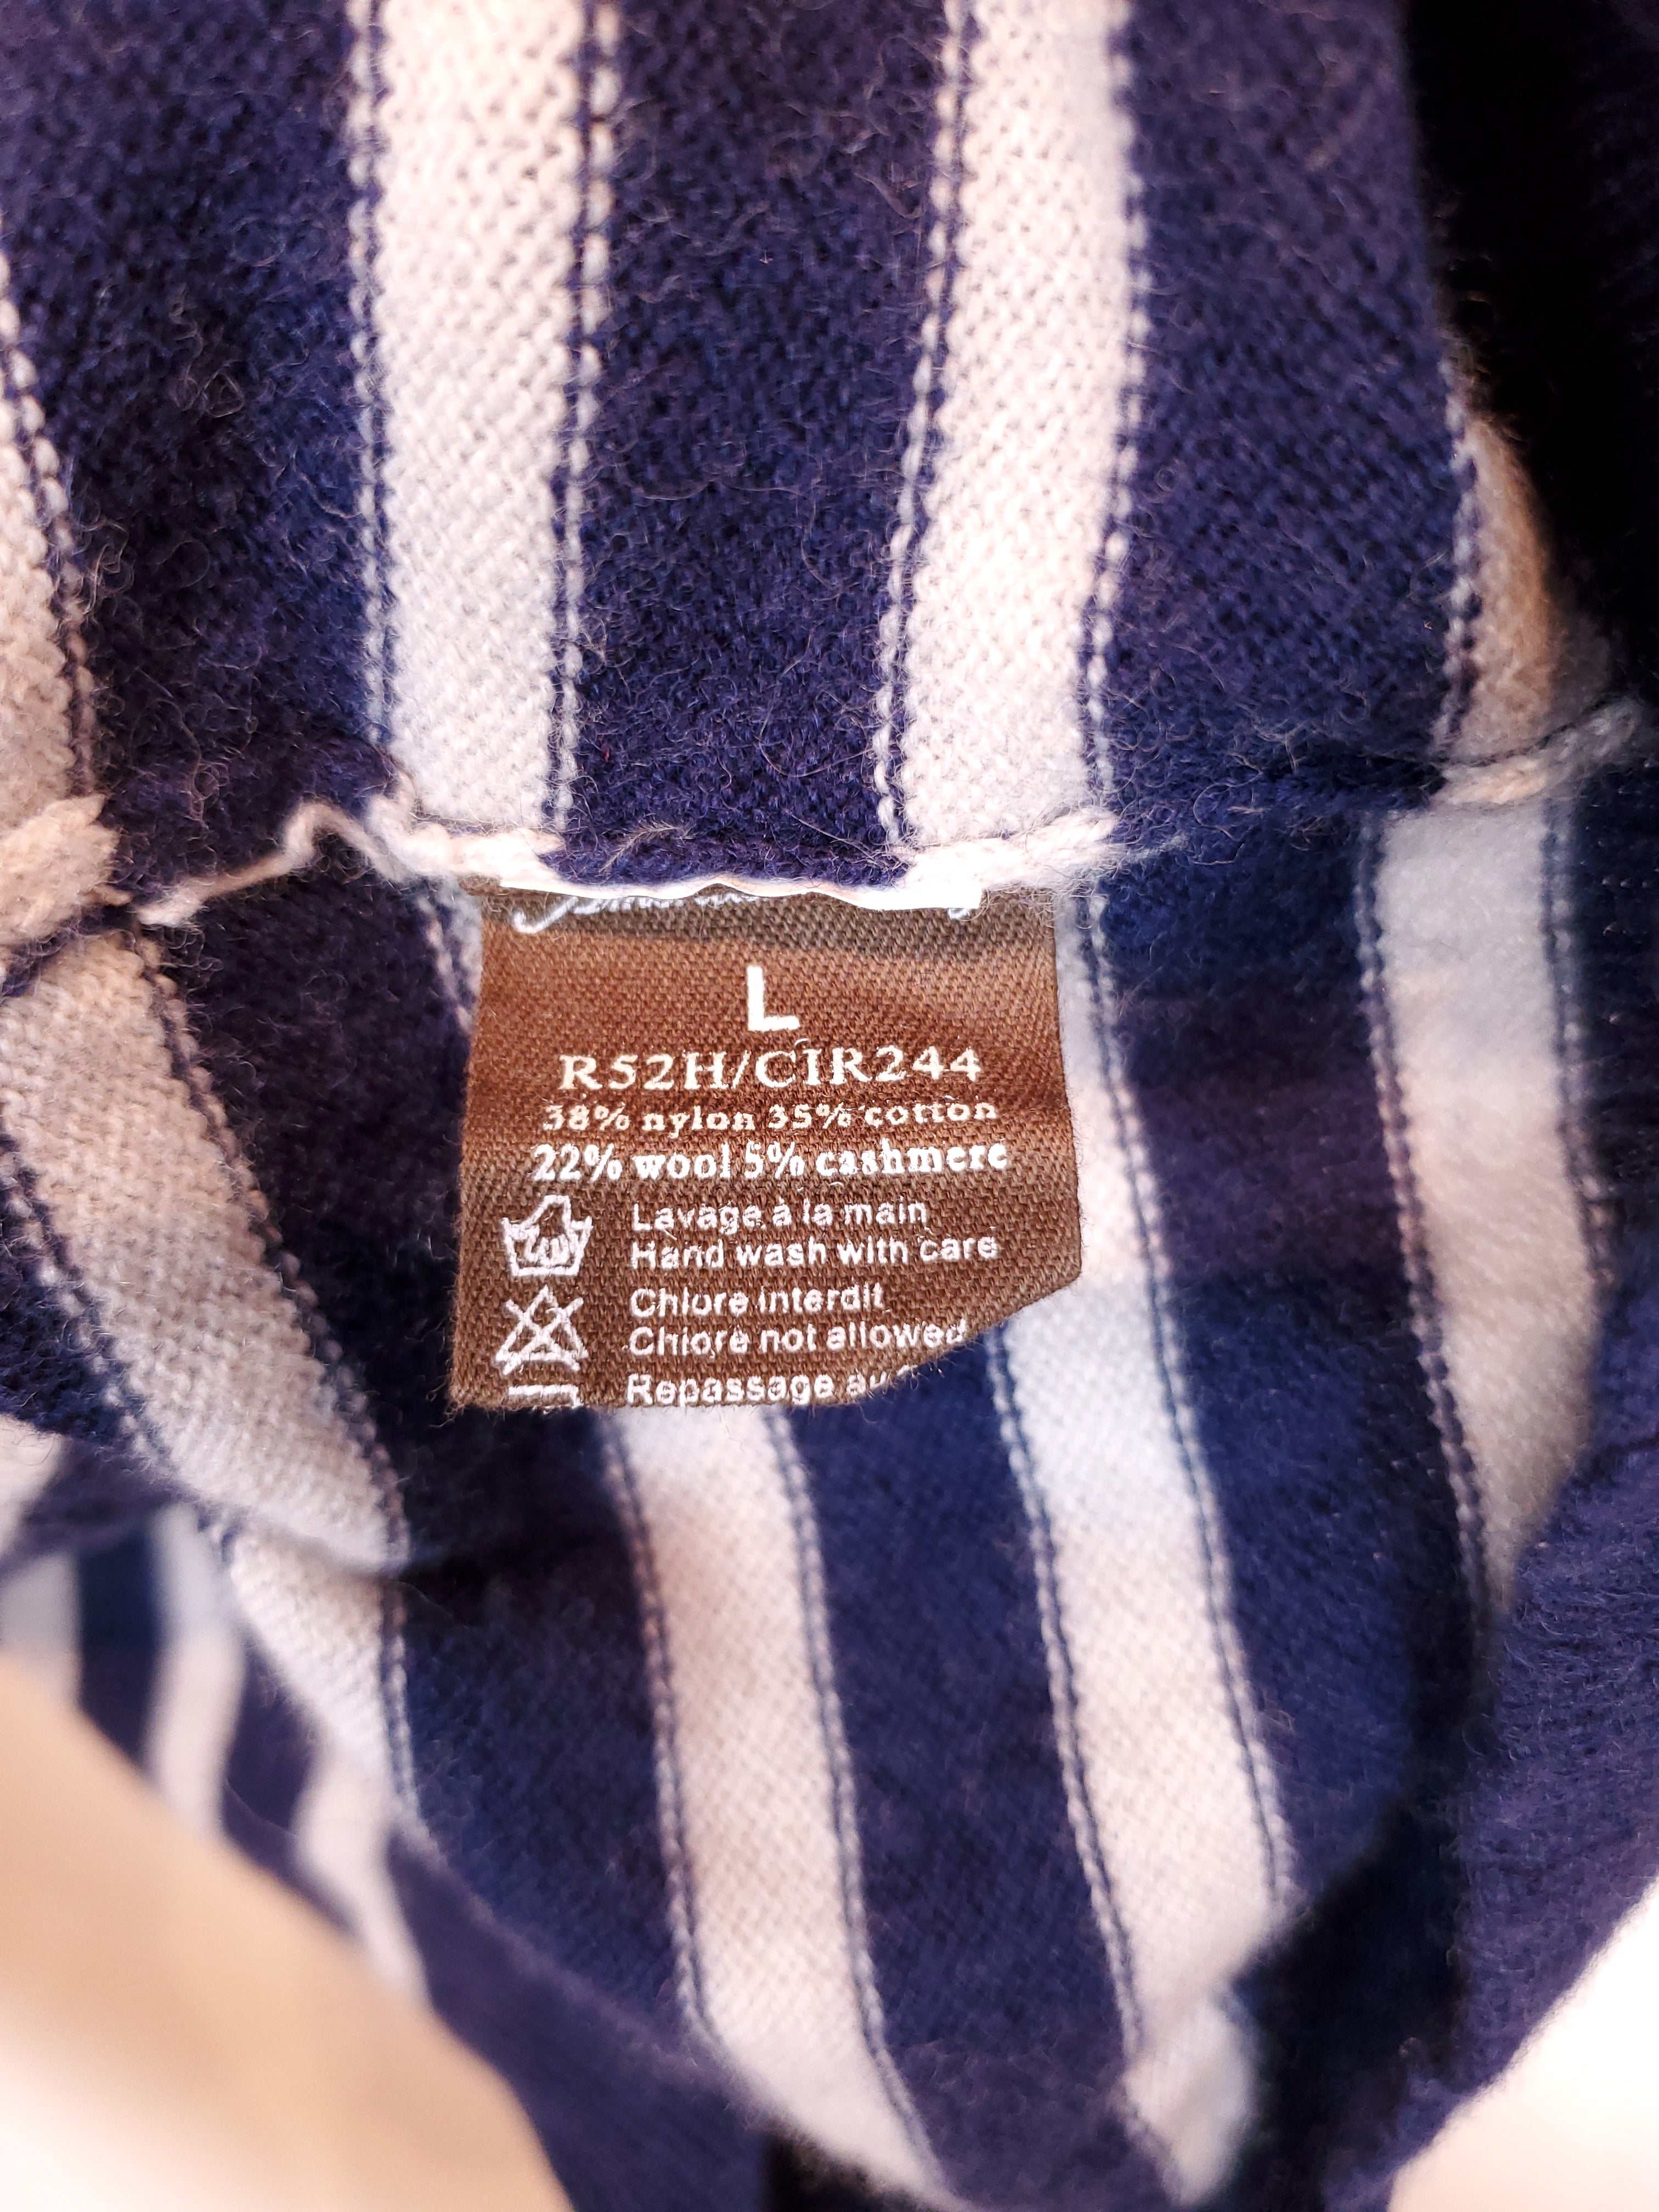 L
R52H/CIR244
38% nylon 35% cotton
22% wool 5% cashmere
Lavage à la main
Hand wash with care
Chlore interdit
Chlore not allowed
Repassage